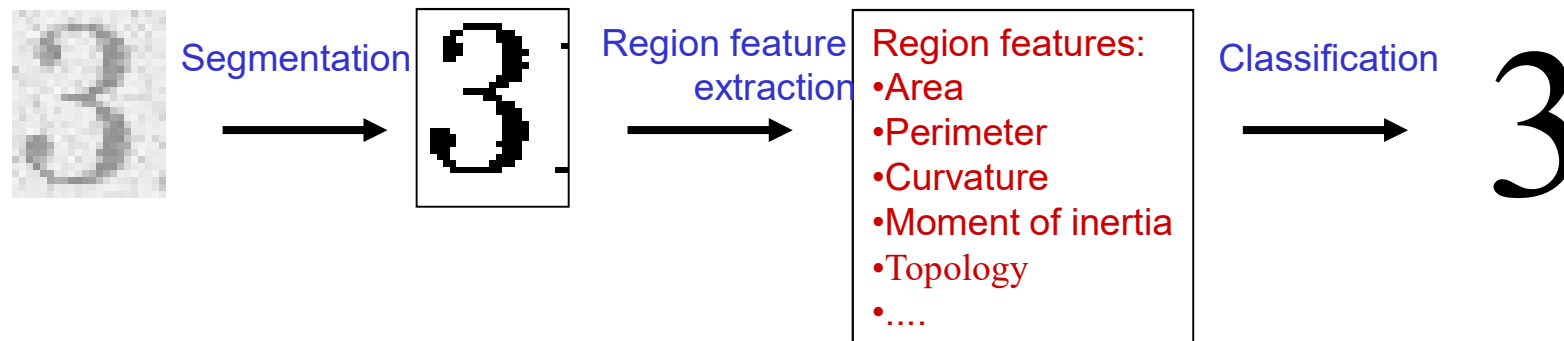 3
Segmentation
3
Region feature
extraction
Region features:
•Area
•Perimeter
•Curvature
•Moment of inertia
•Topology
•....
Classification
3